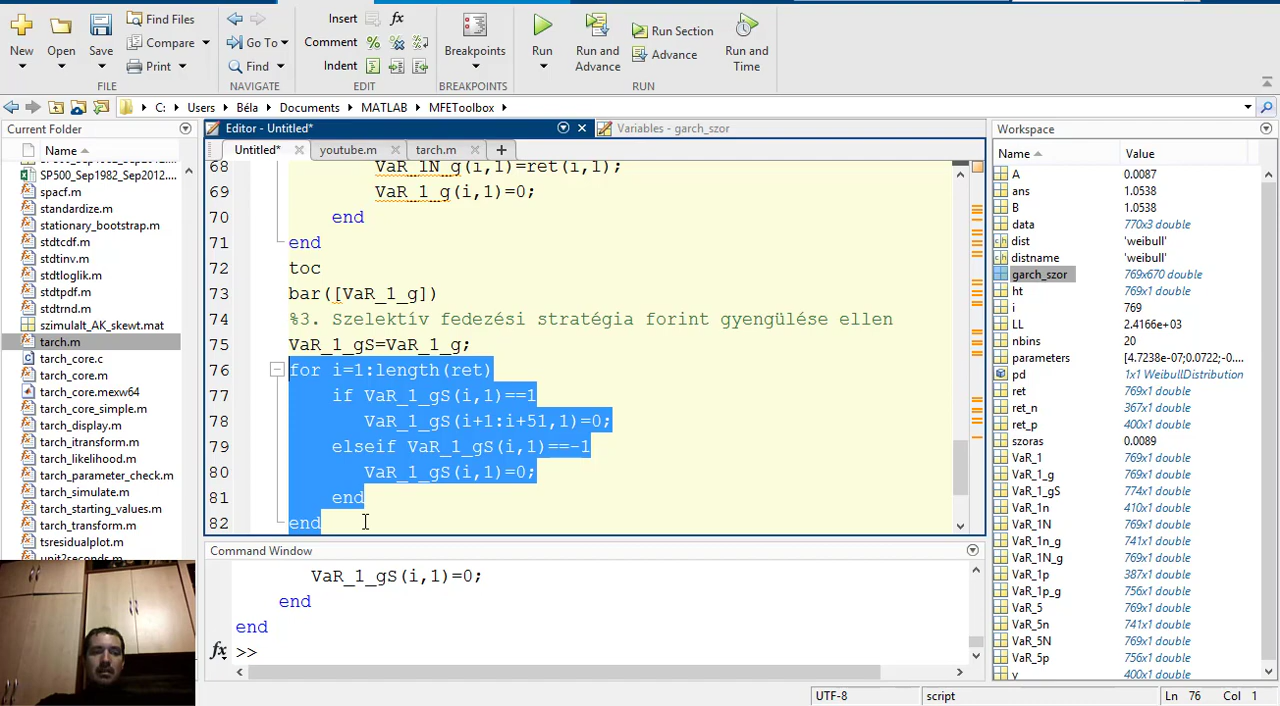 Insert fx
New Open Save
Find Files
Compare
Print
FILE
Go To
Find
NAVIGATE
Comment
Indent
EDIT
Breakpoints
BREAKPOINTS
Run
Run and Advance
Run Section
Advance
Run and Time
RUN
C: Users Béla Documents MATLAB MFEToolbox
Current Folder
Name
SP500_Sep1982_Sep2012....
SP500_Sep1982_Sep2012....
spacf.m
standardize.m
stationary_bootstrap.m
stdtcdf.m
stdtinv.m
stdtloglik.m
stdtpdf.m
stdtrnd.m
szimulalt_AK_skewt.mat
tarch.m
tarch_core.c
tarch_core.m
tarch_core.mexw64
tarch_core_simple.m
tarch_display.m
tarch_itransform.m
tarch_likelihood.m
tarch_parameter_check.m
tarch_simulate.m
tarch_starting_values.m
tarch_transform.m
tsresidualplot.m
unit2seconds.m
Editor - Untitled*
Variables - garch_szor
Untitled* youtube.m tarch.m
68 VaR_1N_g(i,1)=ret(i,1);
69 VaR_1_g(i,1)=0;
70 end
71 end
72 toc
73 bar([VaR_1_g])
74 %3. Szelektív fedezési stratégia forint gyengülése ellen
75 VaR_1_gS=VaR_1_g;
76 for i=1:length(ret)
77 if VaR_1_gS(i,1)==1
78 VaR_1_gS(i+1:i+51,1)=0;
79 elseif VaR_1_gS(i,1)==-1
80 VaR_1_gS(i,1)=0;
81 end
82 end
Command Window
VaR_1_gS(i,1)=0;
end
end
fx >>
Workspace
Name Value
A 0.0087
ans 1.0538
B 1.0538
data 770x3 double
dist 'weibull'
distname 'weibull'
garch_szor 769x670 double
ht 769x1 double
i 769
LL 2.4166e+03
nbins 20
parameters [4.7238e-07;0.0722;-0....
pd 1x1 WeibullDistribution
ret 769x1 double
ret_n 367x1 double
ret_p 400x1 double
szoras 0.0089
VaR_1 769x1 double
VaR_1_g 769x1 double
VaR_1_gS 774x1 double
VaR_1n 410x1 double
VaR_1N 769x1 double
VaR_1n_g 741x1 double
VaR_1N_g 769x1 double
VaR_1p 387x1 double
VaR_1p_g 756x1 double
VaR_5 769x1 double
VaR_5n 741x1 double
VaR_5N 769x1 double
VaR_5p 756x1 double
v 400x1 double
UTF-8 script Ln 76 Col 1